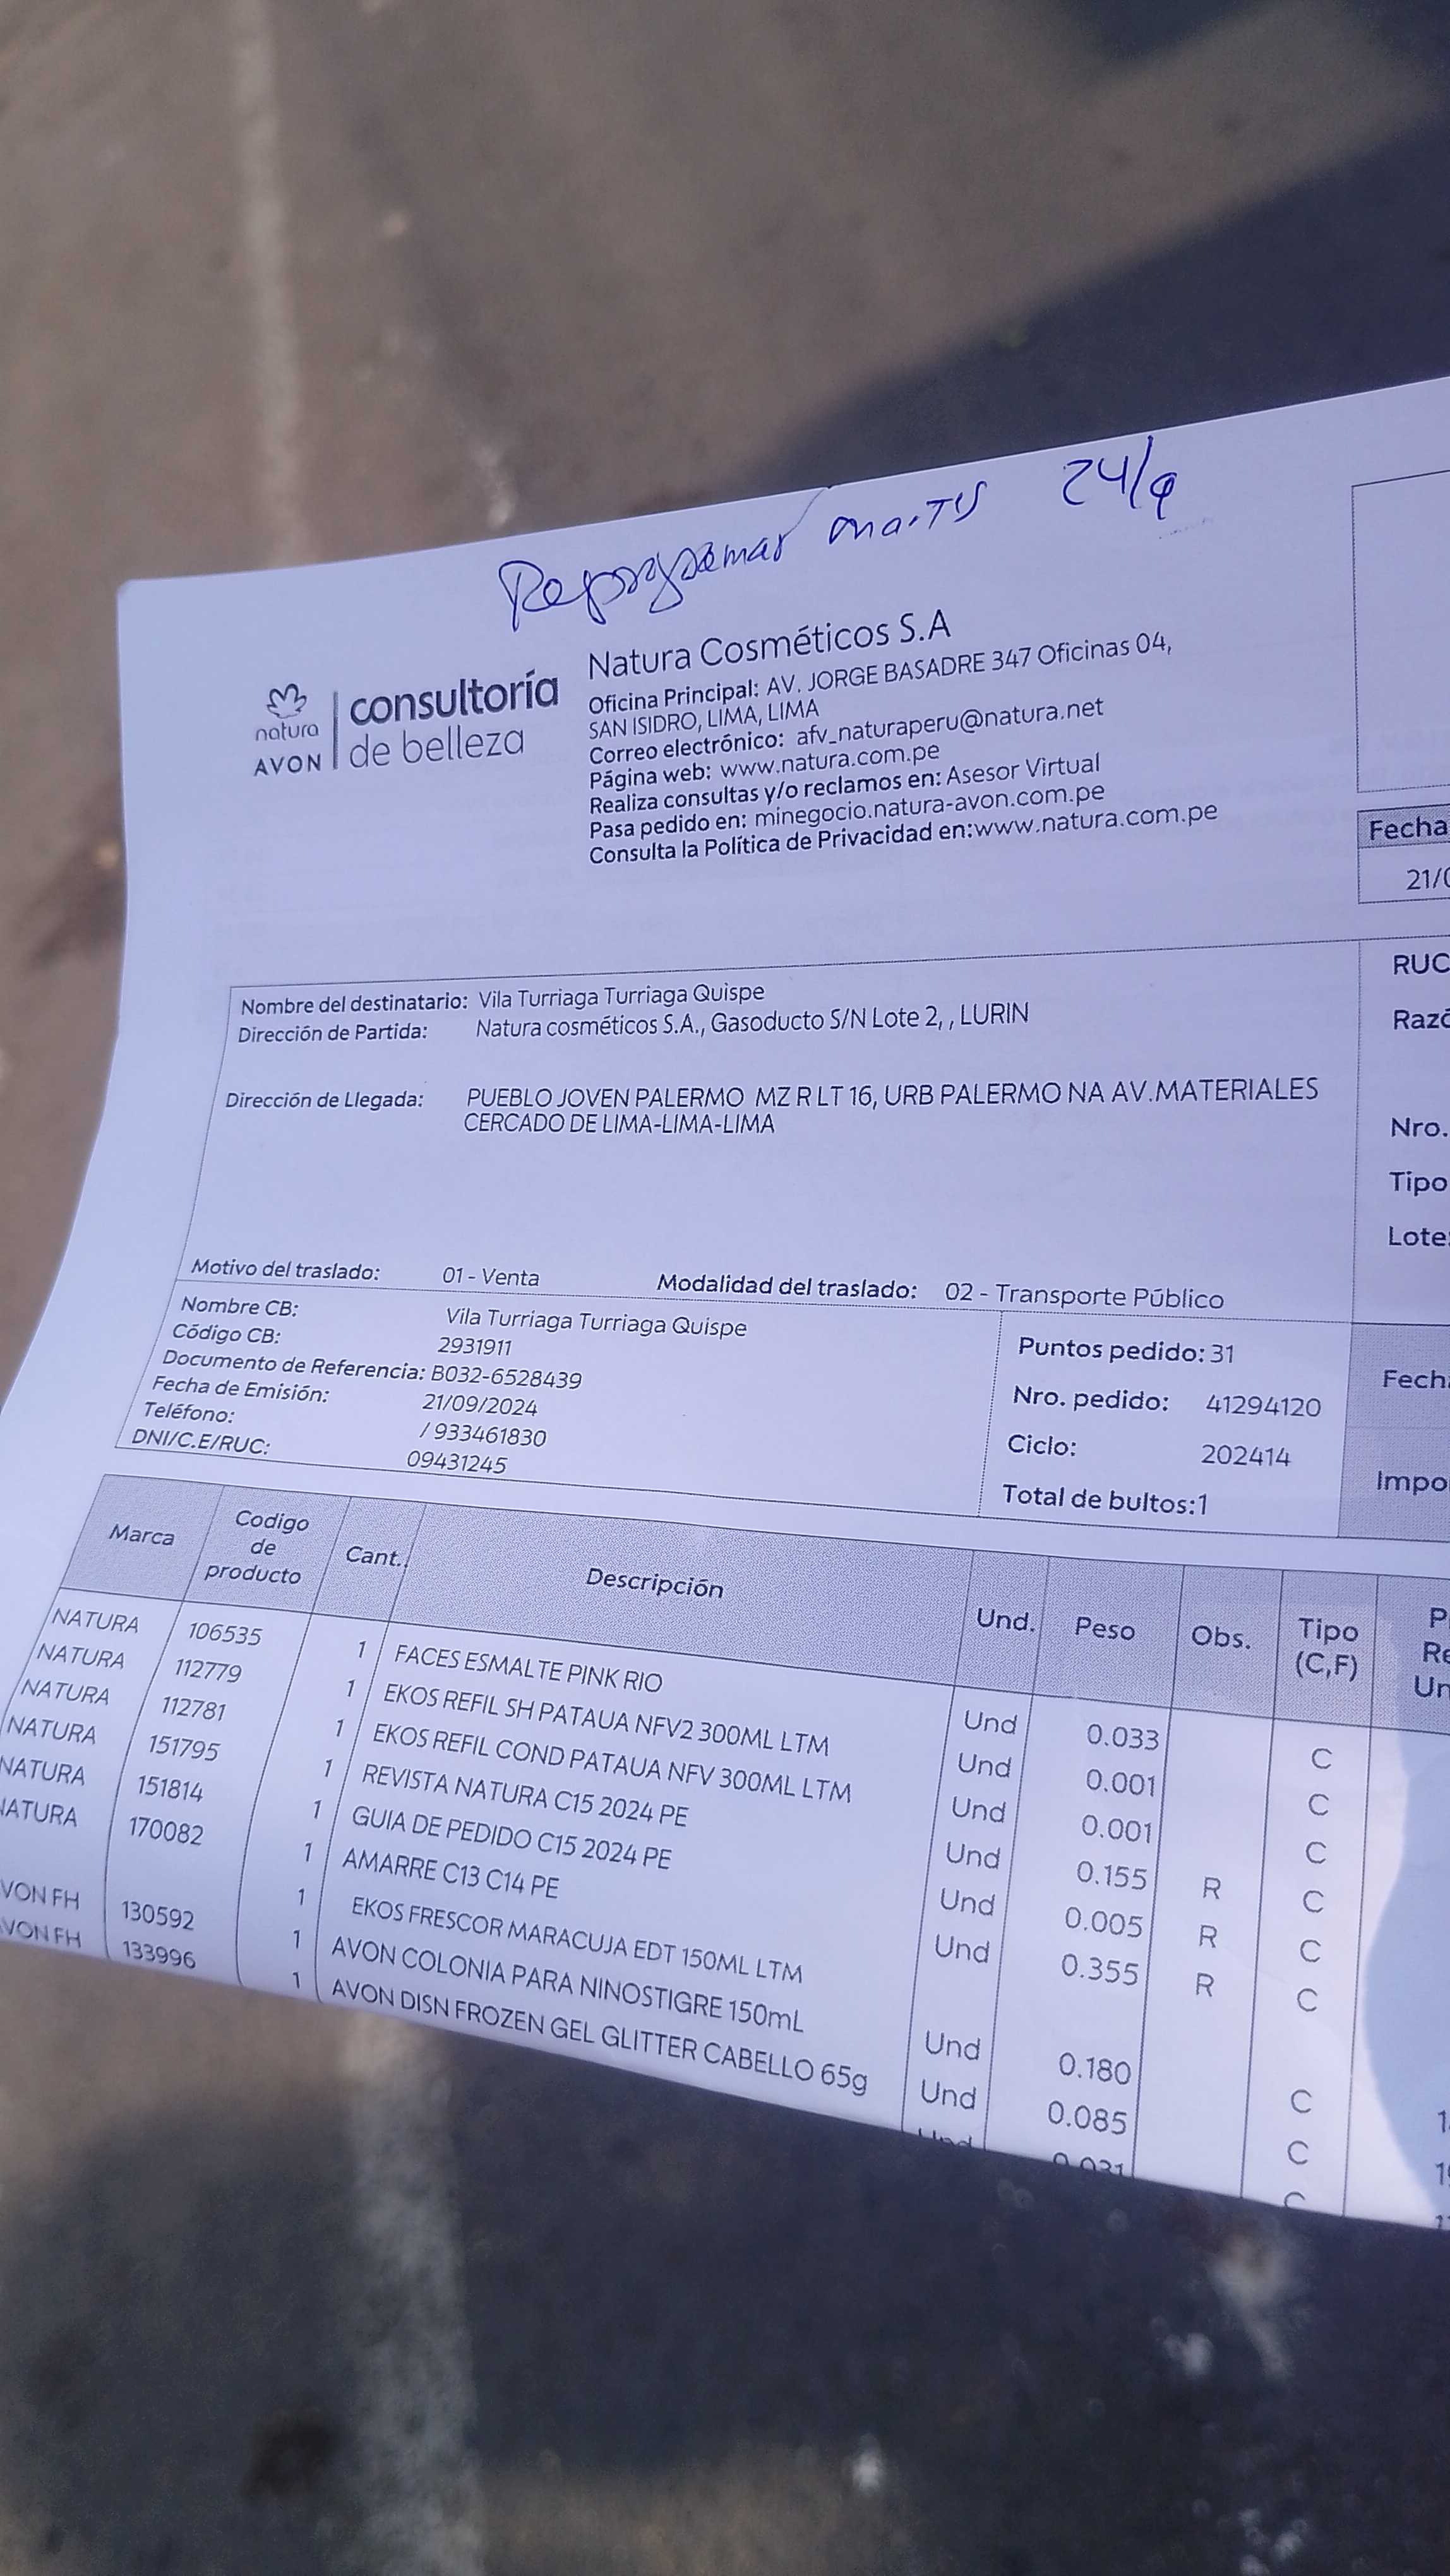 Reprogramar martes 24/9
natura
AVON
consultoría
de belleza
Natura Cosméticos S.A
Oficina Principal: AV. JORGE BASADRE 347 Oficinas 04,
SAN ISIDRO, LIMA, LIMA
Correo electrónico: afv_naturaperu@natura.net
Página web: www.natura.com.pe
Realiza consultas y/o reclamos en: Asesor Virtual
Pasa pedido en: minegocio.natura-avon.com.pe
Consulta la Política de Privacidad en:www.natura.com.pe
Fecha
Nombre del destinatario: Vila Turriaga Turriaga Quispe
Dirección de Partida: Natura cosméticos S.A., Gasoducto S/N Lote 2, , LURIN
Dirección de Llegada: PUEBLO JOVEN PALERMO MZ R LT 16, URB PALERMO NA AV.MATERIALES
CERCADO DE LIMA-LIMA-LIMA
RUC
Nro.
Tipo
Lote:
Motivo del traslado: 01 - Venta Modalidad del traslado: 02 - Transporte Público
Nombre CB: Vila Turriaga Turriaga Quispe
Código CB: 2931911
Documento de Referencia: B032-6528439
Fecha de Emisión: 21/09/2024
Teléfono: / 933461830
DNI/C.E/RUC: 09431245
Puntos pedido: 31
Nro. pedido: 41294120
Ciclo: 202414
Total de bultos:1
Marca Codigo de producto Cant. Descripción Und. Peso Obs. Tipo (C,F)
NATURA 106535 1 FACES ESMALTE PINK RIO Und 0.033 C
NATURA 112779 1 EKOS REFIL SH PATAUA NFV2 300ML LTM Und 0.001 C
NATURA 112781 1 EKOS REFIL COND PATAUA NFV 300ML LTM Und 0.001 C
NATURA 151795 1 REVISTA NATURA C15 2024 PE Und 0.155 R C
NATURA 151814 1 GUIA DE PEDIDO C15 2024 PE Und 0.005 R C
NATURA 170082 1 AMARRE C13 C14 PE Und 0.355 R C
1 EKOS FRESCOR MARACUJA EDT 150ML LTM
VON FH 130592 1 AVON COLONIA PARA NINOSTIGRE 150mL Und 0.180 C
VON FH 133996 1 AVON DISN FROZEN GEL GLITTER CABELLO 65g Und 0.085 C
Und 0.031 C